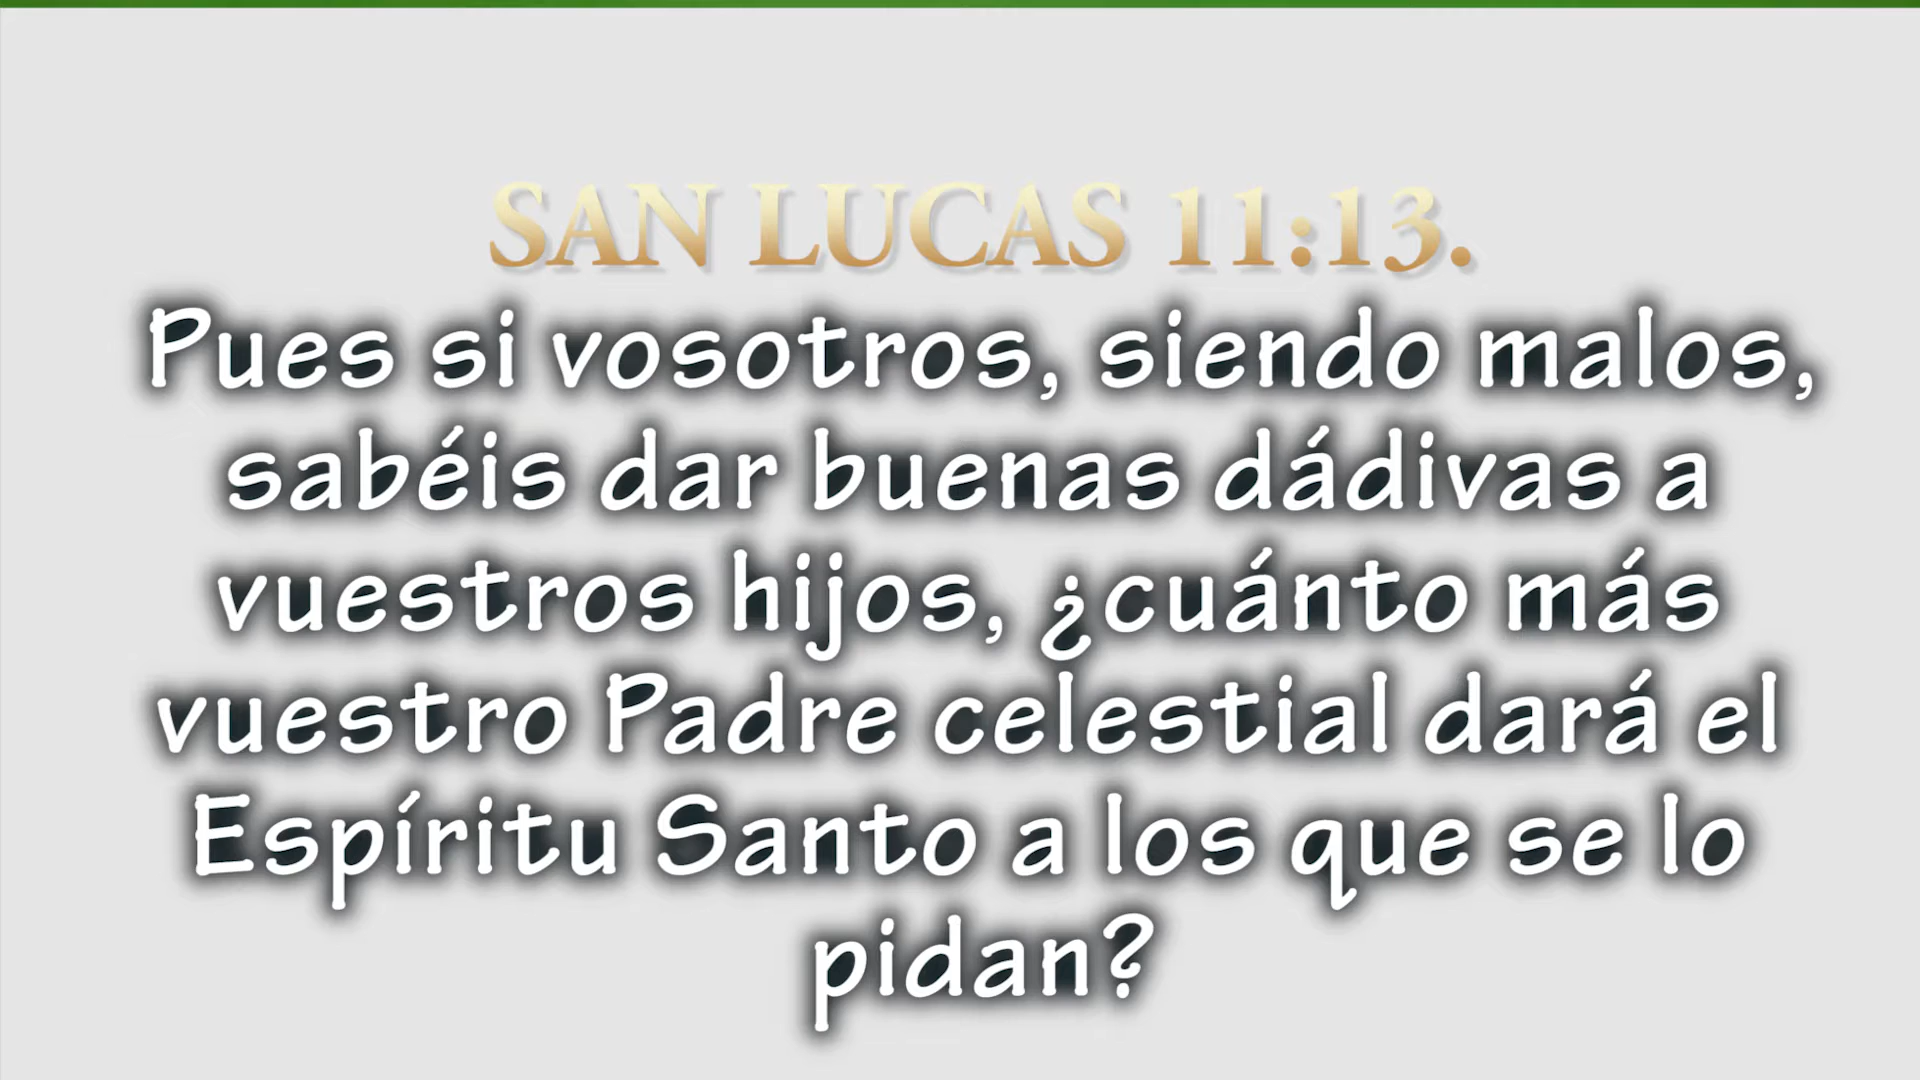 SAN LUCAS 11:13.
Pues si vosotros, siendo malos,
sabéis dar buenas dádivas a
vuestros hijos, ¿cuánto más
vuestro Padre celestial dará el
Espíritu Santo a los que se lo
pidan?